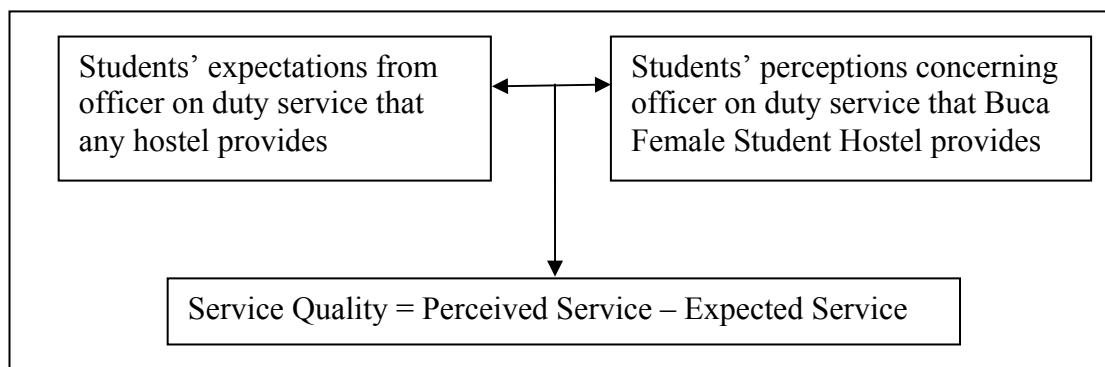 Students’ expectations from
officer on duty service that
any hostel provides
Students’ perceptions concerning
officer on duty service that Buca
Female Student Hostel provides
Service Quality = Perceived Service – Expected Service